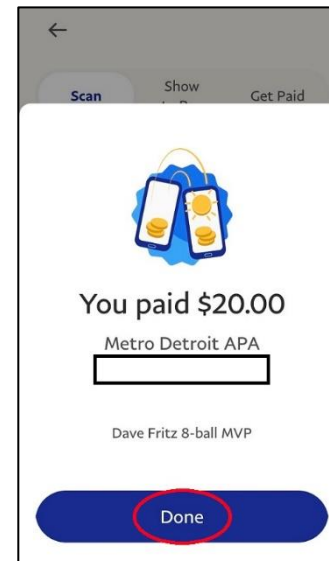 Scan
Show
Get Paid
You paid $20.00
Metro Detroit APA
Dave Fritz 8-ball MVP
Done